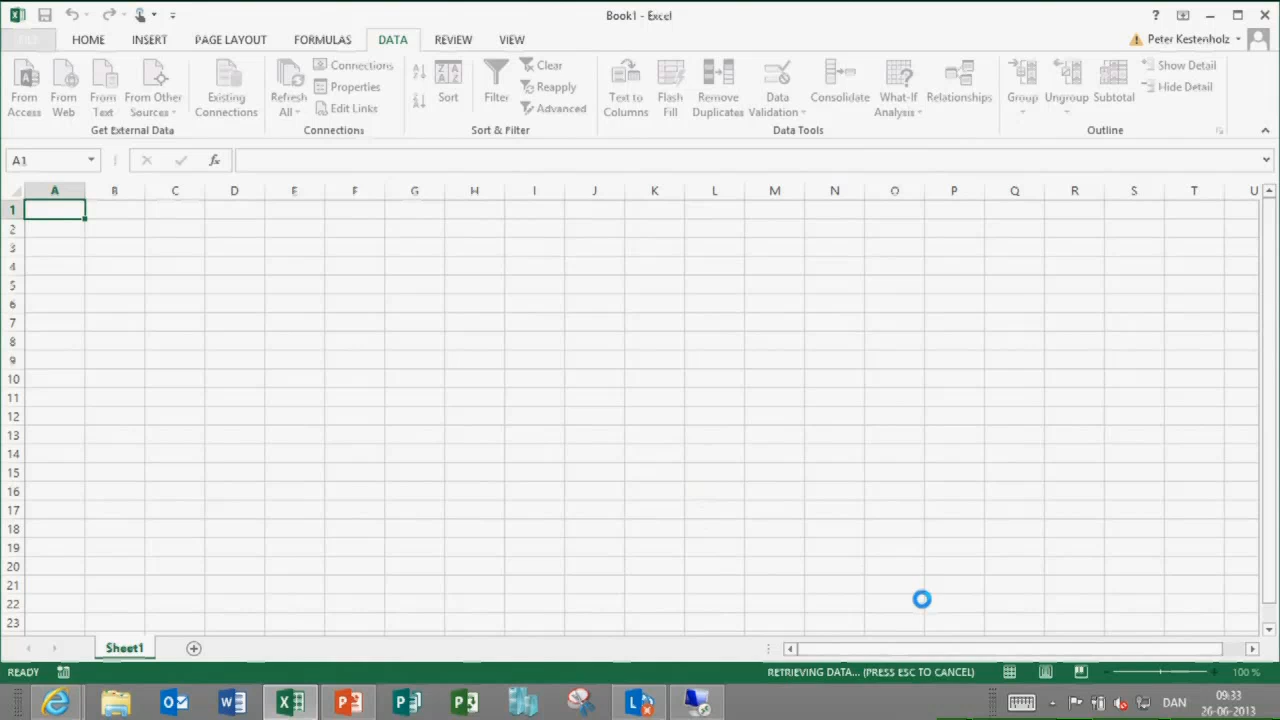 Book1 - Excel
?
FILE HOME INSERT PAGE LAYOUT FORMULAS DATA REVIEW VIEW
Peter Kestenholz
From Access
From Web
From Text
From Other Sources
Existing Connections
Get External Data
Refresh All
Connections
Properties
Edit Links
Connections
Sort
Filter
Clear
Reapply
Advanced
Sort & Filter
Text to Columns
Flash Fill
Remove Duplicates
Data Validation
Consolidate
What-If Analysis
Relationships
Data Tools
Group
Ungroup
Subtotal
Show Detail
Hide Detail
Outline
A1
fx
A B C D E F G H I J K L M N O P Q R S T U
1
2
3
4
5
6
7
8
9
10
11
12
13
14
15
16
17
18
19
20
21
22
23
Sheet1
READY
RETRIEVING DATA... (PRESS ESC TO CANCEL)
100 %
DAN
09:33
26-06-2013